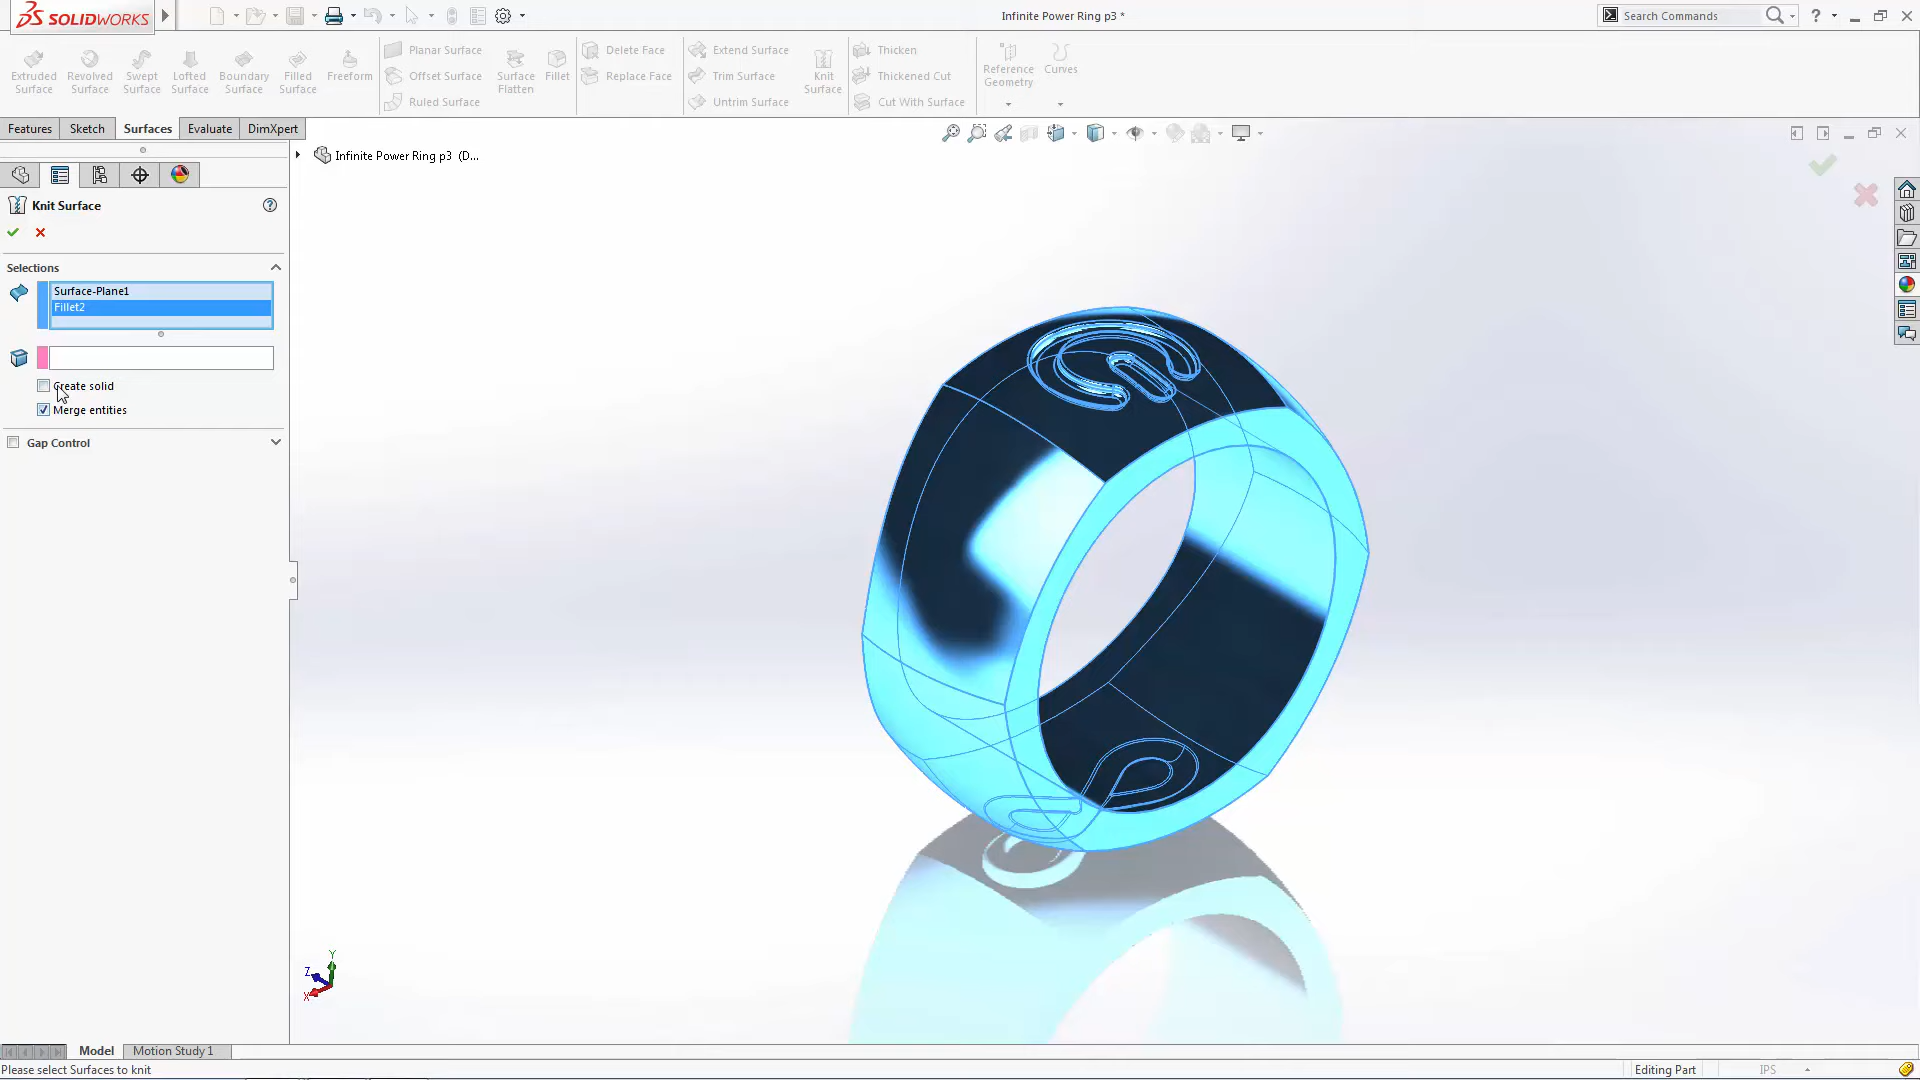 SOLIDWORKS
Infinite Power Ring p3 *
Search Commands
?
Extruded Surface
Revolved Surface
Swept Surface
Lofted Surface
Boundary Surface
Filled Surface
Freeform
Planar Surface
Offset Surface
Ruled Surface
Surface Flatten
Fillet
Delete Face
Replace Face
Extend Surface
Trim Surface
Untrim Surface
Knit Surface
Thicken
Thickened Cut
Cut With Surface
Reference Geometry
Curves
Features
Sketch
Surfaces
Evaluate
DimXpert
Infinite Power Ring p3 (D...
Knit Surface
?
Selections
Surface-Plane1
Fillet2
Create solid
Merge entities
Gap Control
Y
Z
X
Model
Motion Study 1
Please select Surfaces to knit
Editing Part
IPS